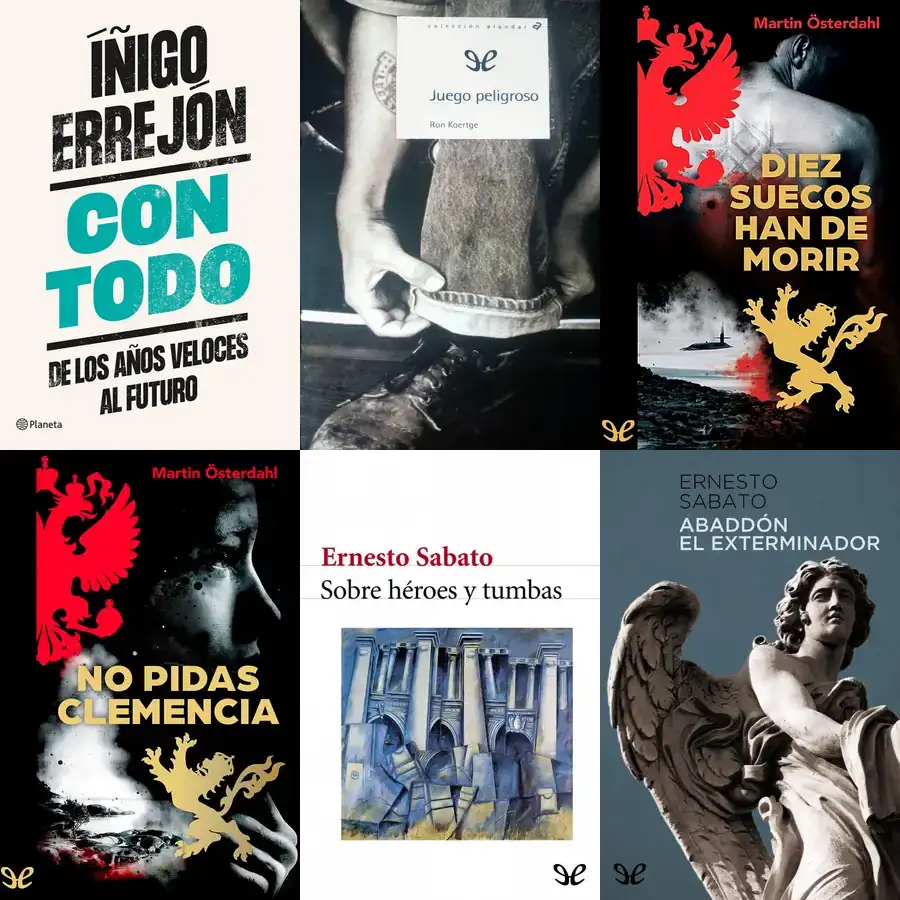 ÍÑIGO
ERREJÓN
CON
TODO
DE LOS AÑOS VELOCES
AL FUTURO
Planeta
colección alandar a
Juego peligroso
Ron Koertge
Martin Österdahl
DIEZ
SUECOS
HAN DE
MORIR
Martin Österdahl
NO PIDAS
CLEMENCIA
Ernesto Sabato
Sobre héroes y tumbas
ERNESTO
SABATO
ABADDÓN
EL EXTERMINADOR